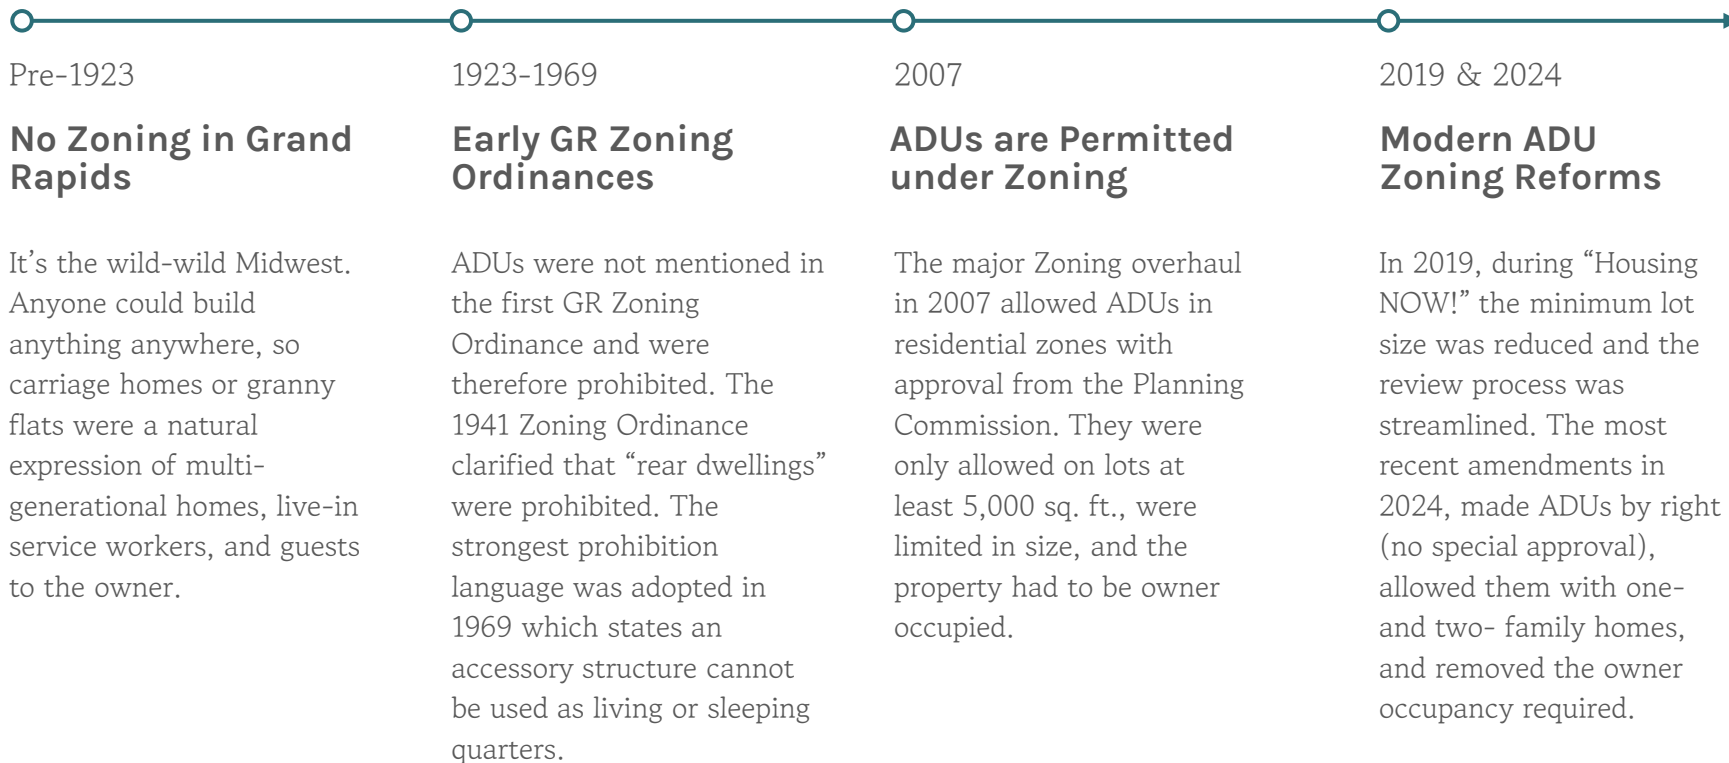 Pre-1923
No Zoning in Grand
Rapids
It’s the wild-wild Midwest.
Anyone could build
anything anywhere, so
carriage homes or granny
flats were a natural
expression of multi-
generational homes, live-in
service workers, and guests
to the owner.
1923-1969
Early GR Zoning
Ordinances
ADUs were not mentioned in
the first GR Zoning
Ordinance and were
therefore prohibited. The
1941 Zoning Ordinance
clarified that “rear dwellings”
were prohibited. The
strongest prohibition
language was adopted in
1969 which states an
accessory structure cannot
be used as living or sleeping
quarters.
2007
ADUs are Permitted
under Zoning
The major Zoning overhaul
in 2007 allowed ADUs in
residential zones with
approval from the Planning
Commission. They were
only allowed on lots at
least 5,000 sq. ft., were
limited in size, and the
property had to be owner
occupied.
2019 & 2024
Modern ADU
Zoning Reforms
In 2019, during “Housing
NOW!” the minimum lot
size was reduced and the
review process was
streamlined. The most
recent amendments in
2024, made ADUs by right
(no special approval),
allowed them with one-
and two- family homes,
and removed the owner
occupancy required.